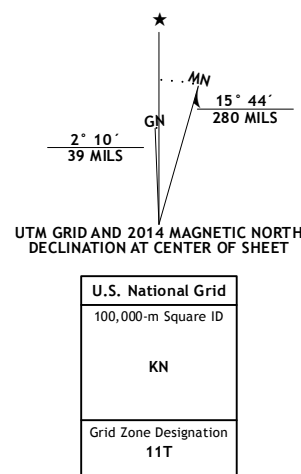 MN
GN
15° 44´
280 MILS
2° 10´
39 MILS
UTM GRID AND 2014 MAGNETIC NORTH
DECLINATION AT CENTER OF SHEET
U.S. National Grid
100,000-m Square ID
KN
Grid Zone Designation
11T